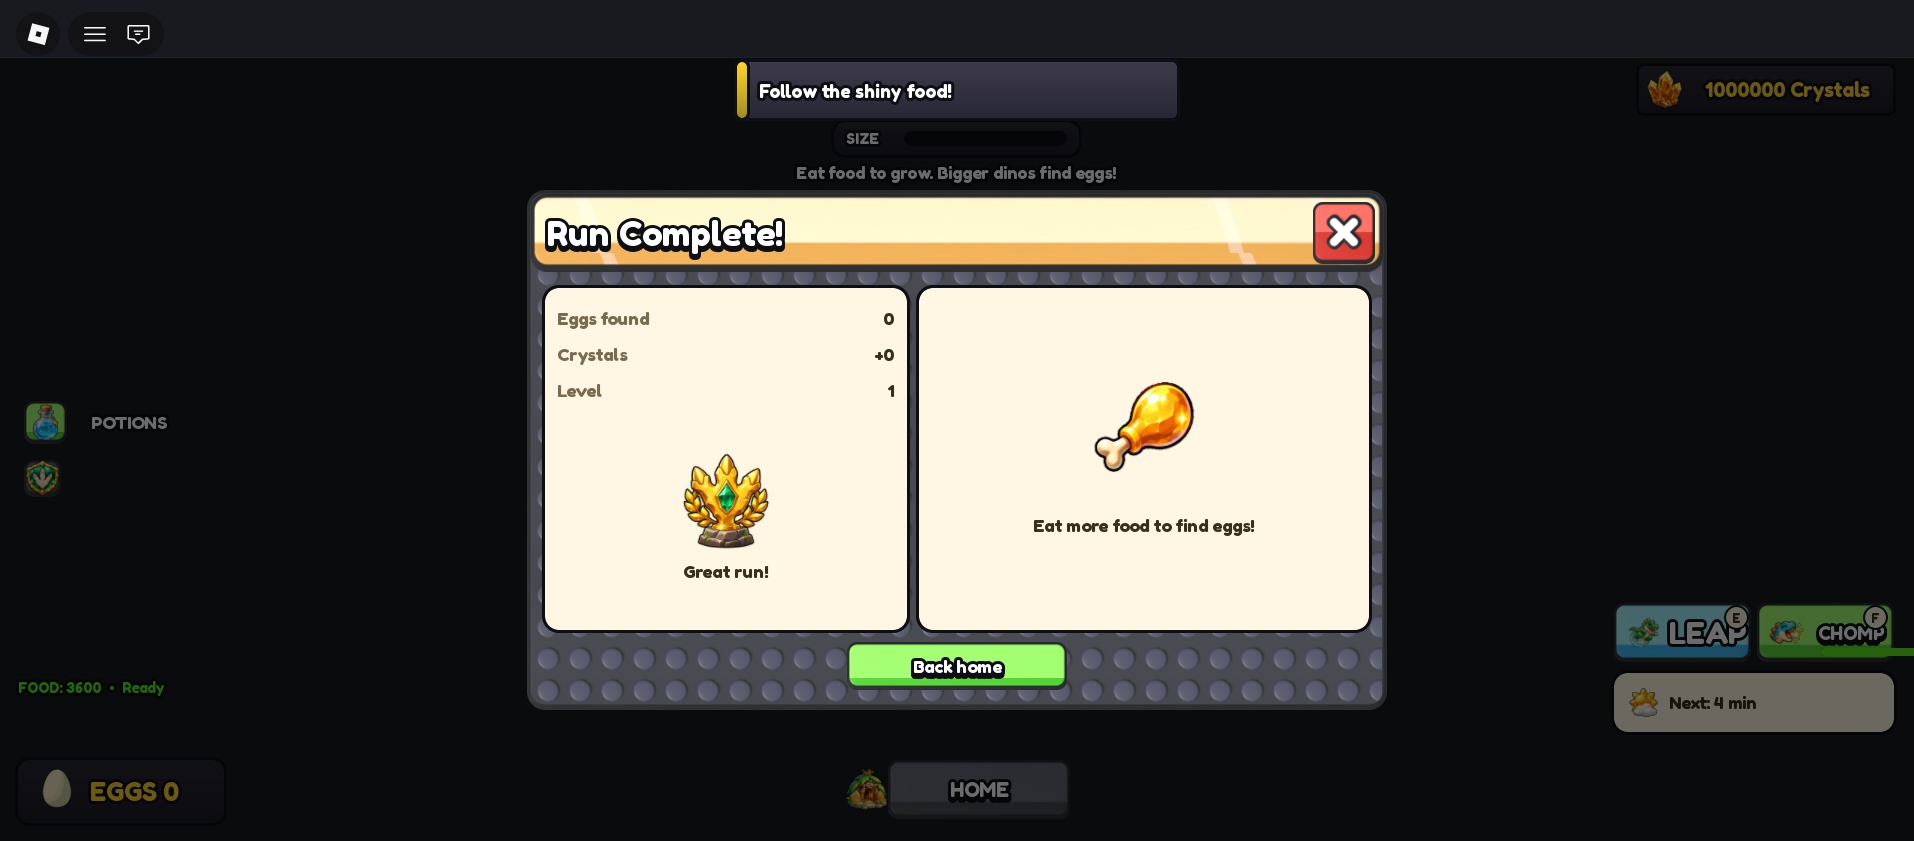 Follow the shiny food!
1000000 Crystals
SIZE
Eat food to grow. Bigger dinos find eggs!
Run Complete!
Eggs found 0
Crystals +0
Level 1
Great run!
Eat more food to find eggs!
Back home
POTIONS
E
LEAP
F
CHOMP
FOOD: 3600 • Ready
Next: 4 min
EGGS 0
HOME